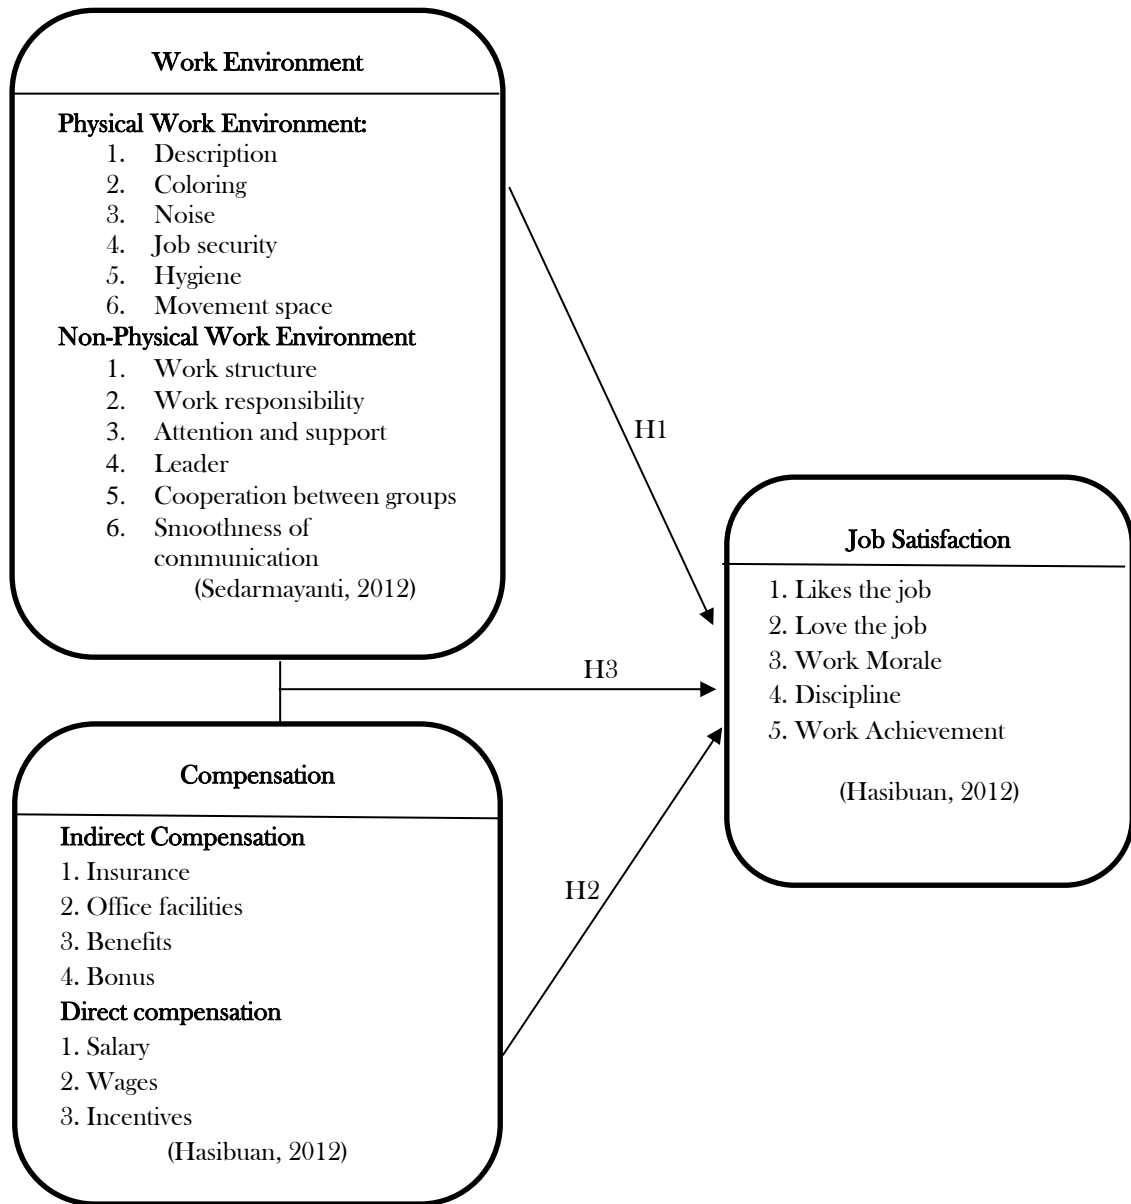 Work Environment
Physical Work Environment:
1. Description
2. Coloring
3. Noise
4. Job security
5. Hygiene
6. Movement space
Non-Physical Work Environment
1. Work structure
2. Work responsibility
3. Attention and support
4. Leader
5. Cooperation between groups
6. Smoothness of
communication
(Sedarmayanti, 2012)
H1
H3
H2
Compensation
Indirect Compensation
1. Insurance
2. Office facilities
3. Benefits
4. Bonus
Direct compensation
1. Salary
2. Wages
3. Incentives
(Hasibuan, 2012)
Job Satisfaction
1. Likes the job
2. Love the job
3. Work Morale
4. Discipline
5. Work Achievement
(Hasibuan, 2012)